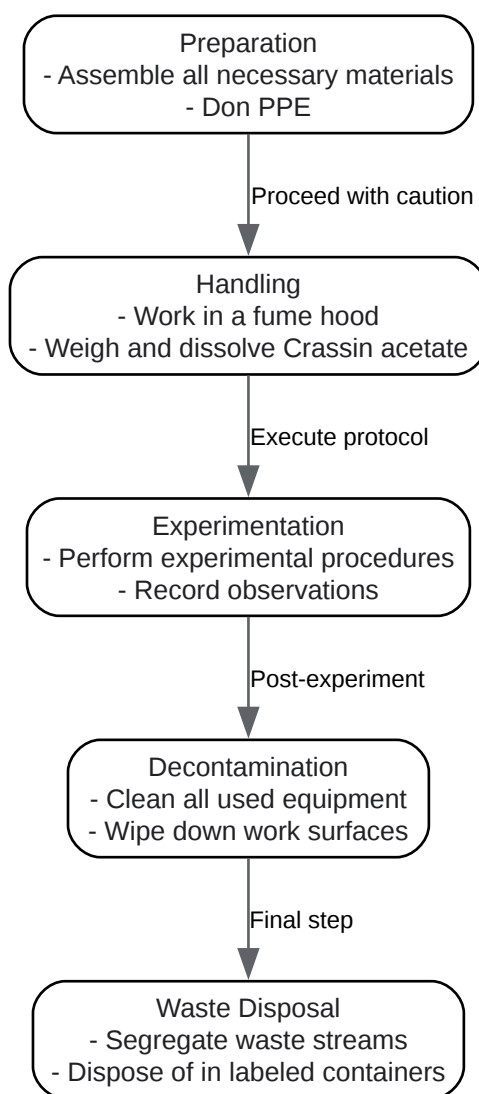 Preparation
- Assemble all necessary materials
- Don PPE
Proceed with caution
Handling
- Work in a fume hood
- Weigh and dissolve Crassin acetate
Execute protocol
Experimentation
- Perform experimental procedures
- Record observations
Post-experiment
Decontamination
- Clean all used equipment
- Wipe down work surfaces
Final step
Waste Disposal
- Segregate waste streams
- Dispose of in labeled containers